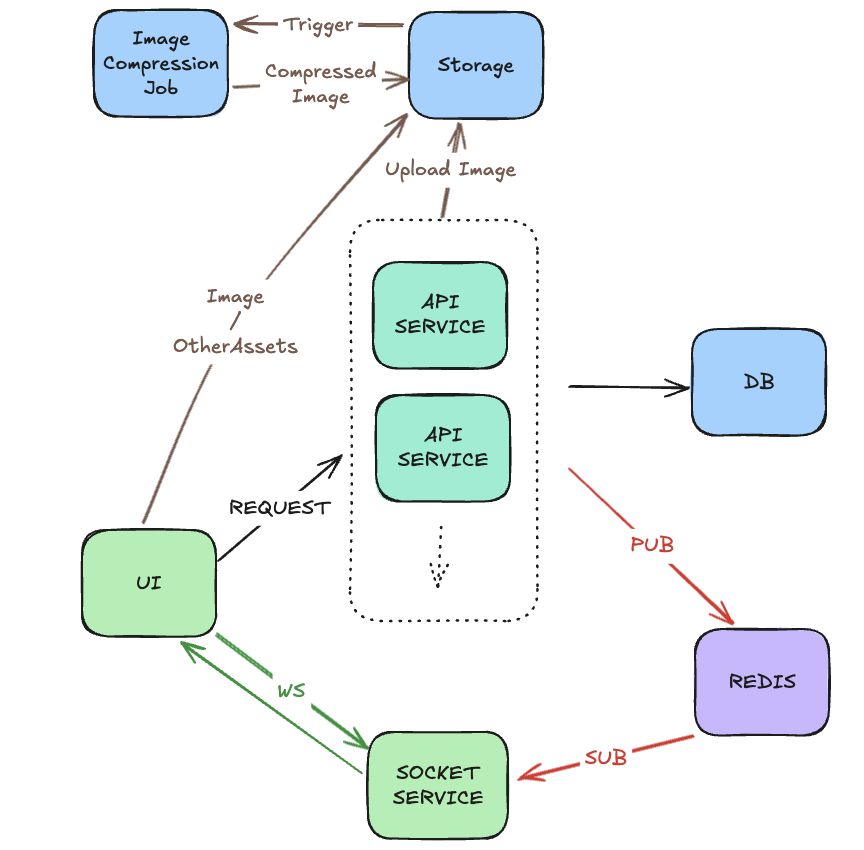 Trigger
Image
Compression
Job
Storage
Compressed
Image
Upload Image
Image
OtherAssets
API
SERVICE
DB
API
SERVICE
REQUEST
PUB
UI
REDIS
WS
SUB
SOCKET
SERVICE